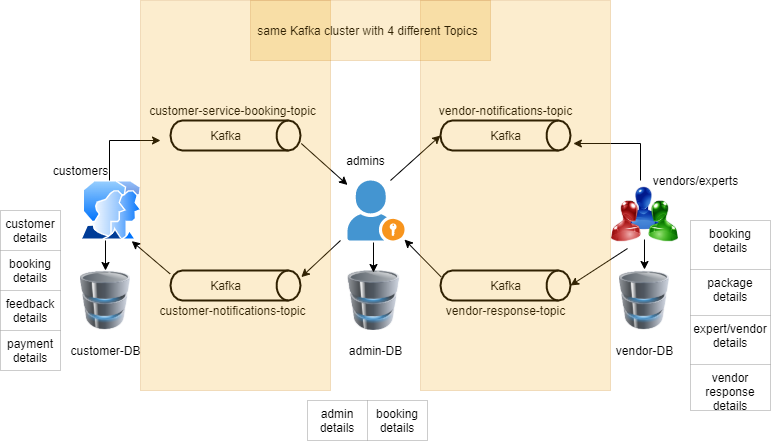 same Kafka cluster with 4 different Topics
customer-service-booking-topic
vendor-notifications-topic
Kafka
Kafka
customers
admins
vendors/experts
customer
details
booking
details
feedback
details
payment
details
booking
details
package
details
expert/vendor
details
vendor
response
details
Kafka
Kafka
customer-notifications-topic
vendor-response-topic
customer-DB
admin-DB
vendor-DB
admin
details
booking
details